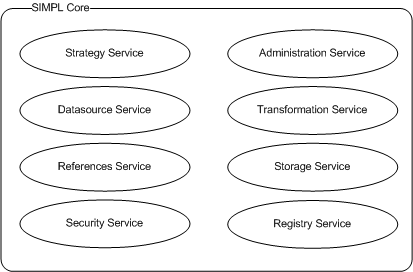 SIMPL Core
Strategy Service
Administration Service
Datasource Service
Transformation Service
References Service
Storage Service
Security Service
Registry Service